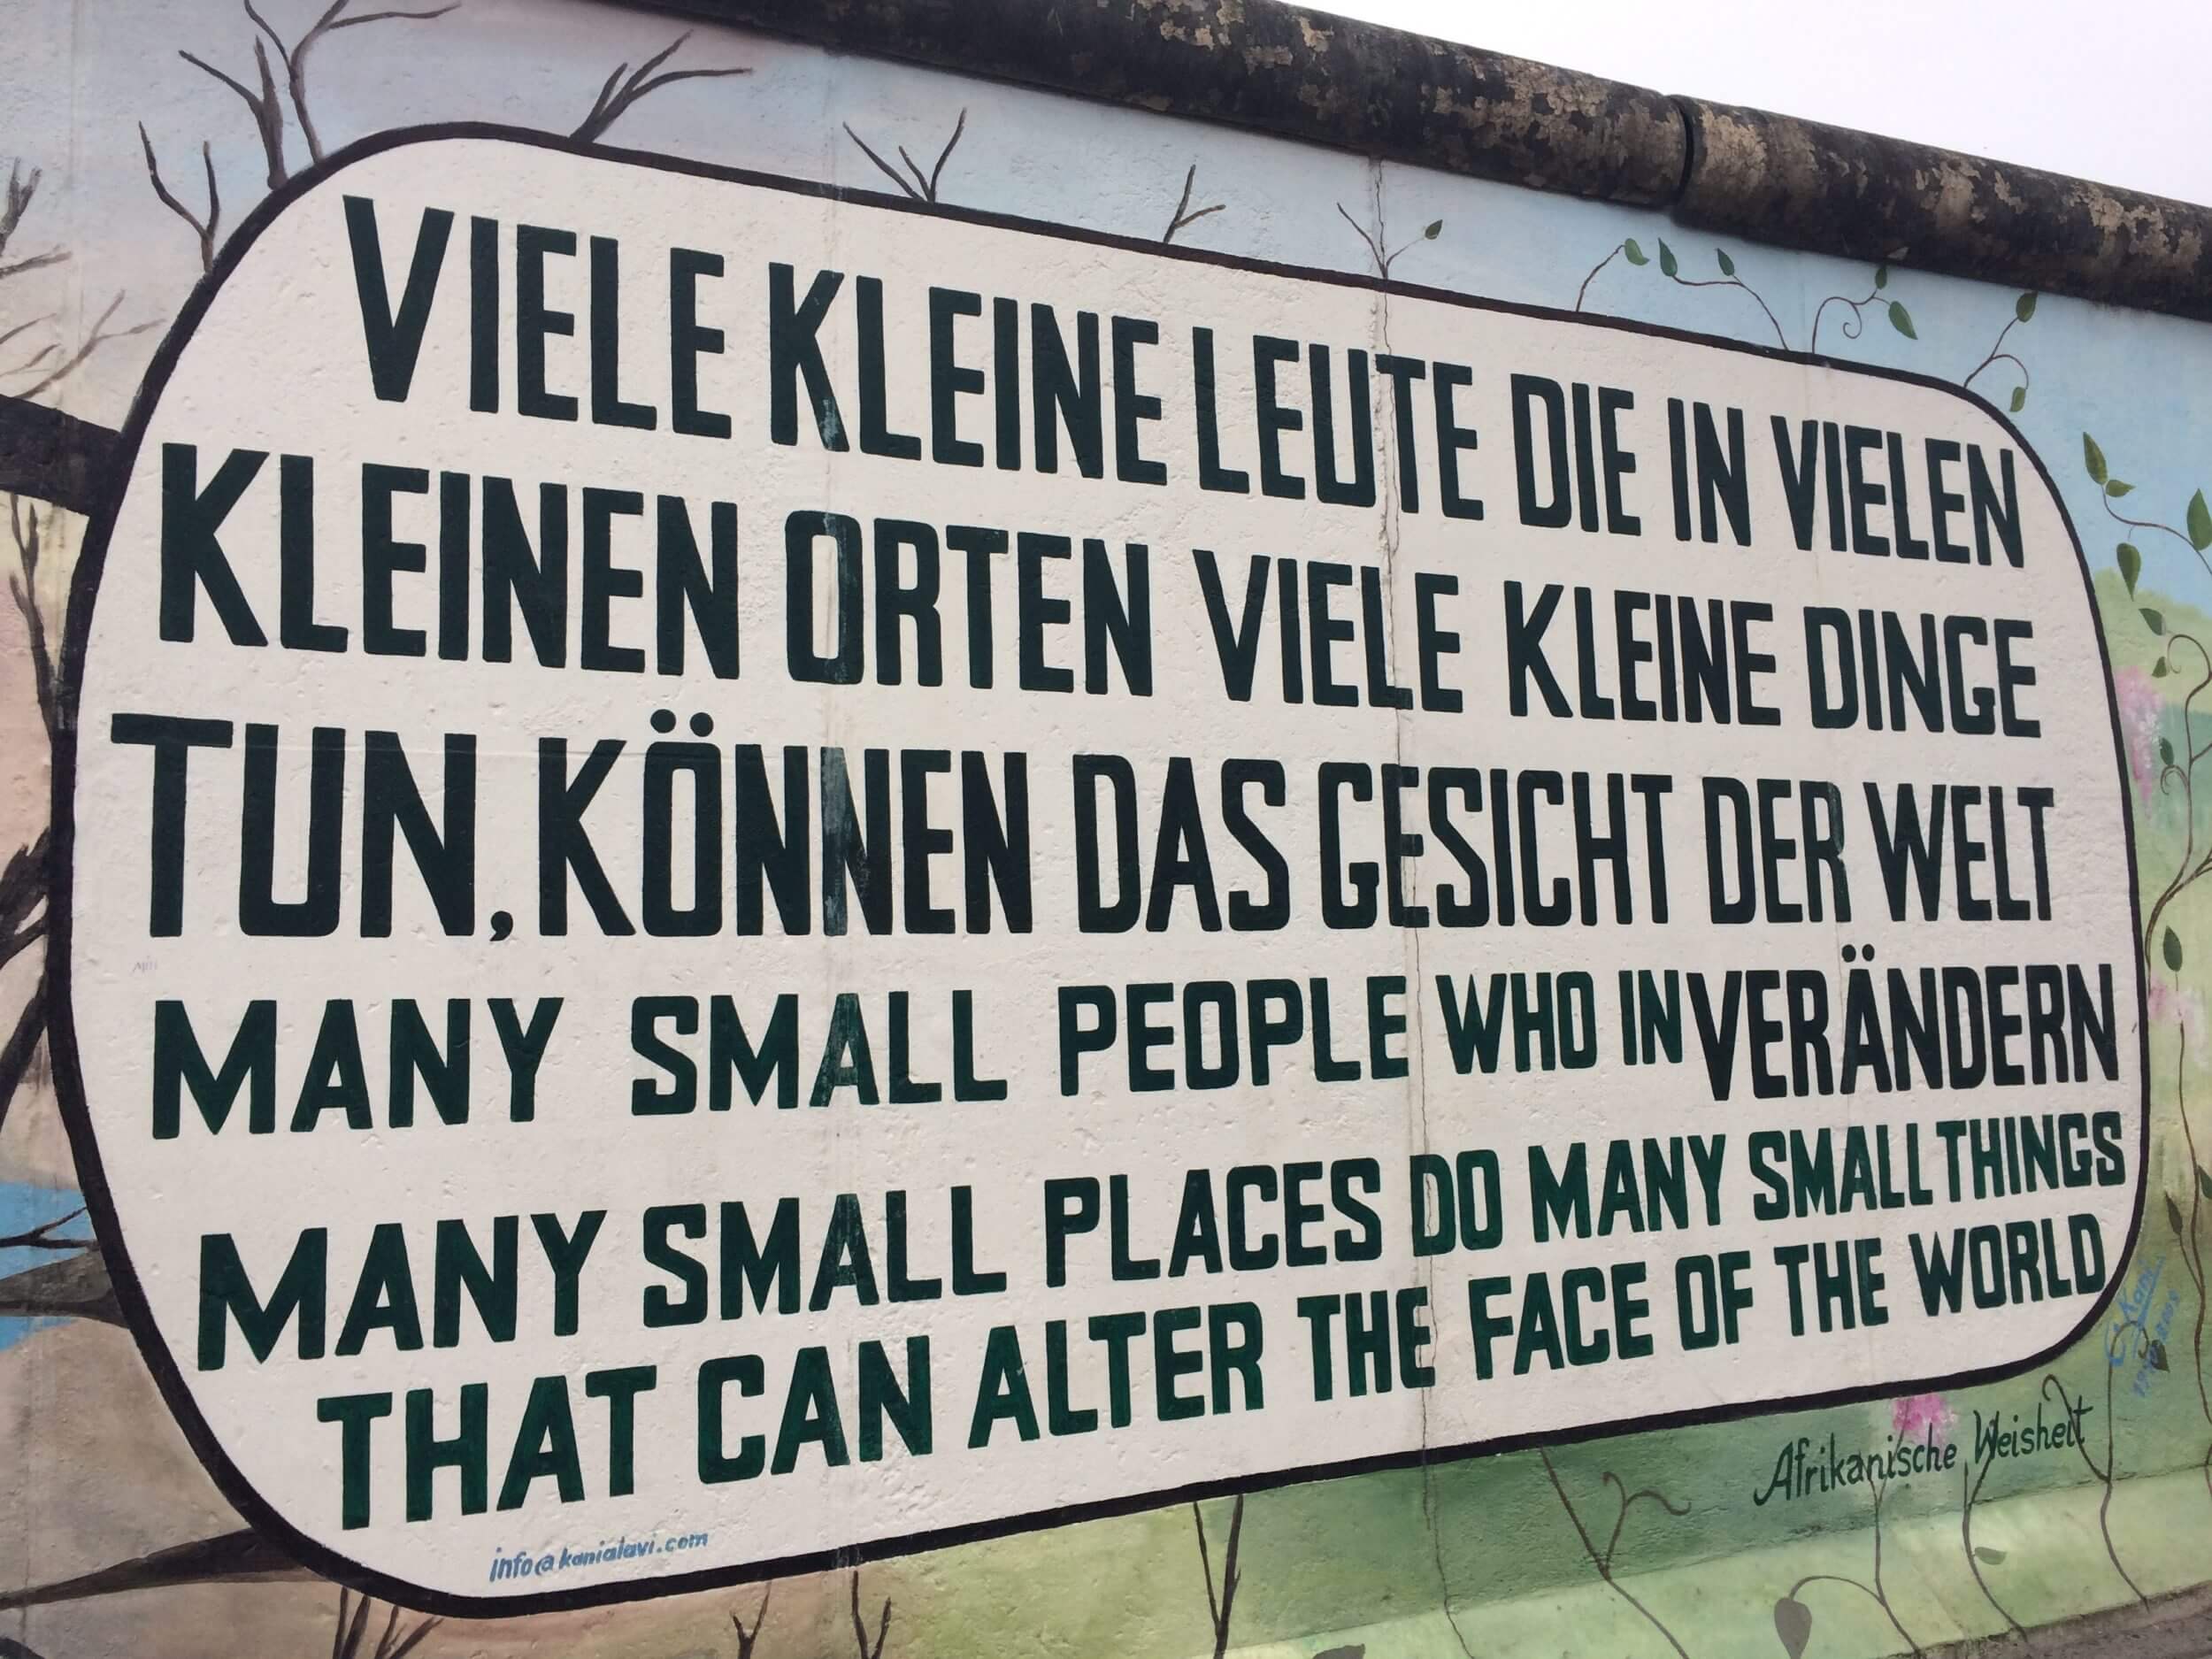 VIELE KLEINE LEUTE DIE IN VIELEN
KLEINEN ORTEN VIELE KLEINE DINGE
TUN, KÖNNEN DAS GESICHT DER WELT
VERÄNDERN
MANY SMALL PEOPLE WHO IN
MANY SMALL PLACES DO MANY SMALL THINGS
THAT CAN ALTER THE FACE OF THE WORLD
info@kanialavi.com
Afrikanische Weisheit